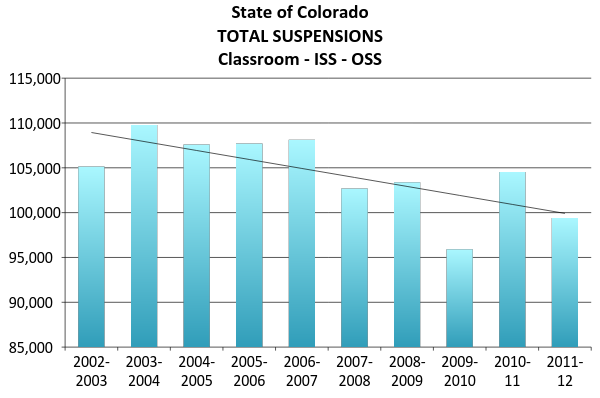 State of Colorado
TOTAL SUSPENSIONS
Classroom - ISS - OSS
115,000
110,000
105,000
100,000
95,000
90,000
85,000
2002- 2003- 2004- 2005- 2006- 2007- 2008- 2009- 2010- 2011-
2003 2004 2005 2006 2007 2008 2009 2010 11 12